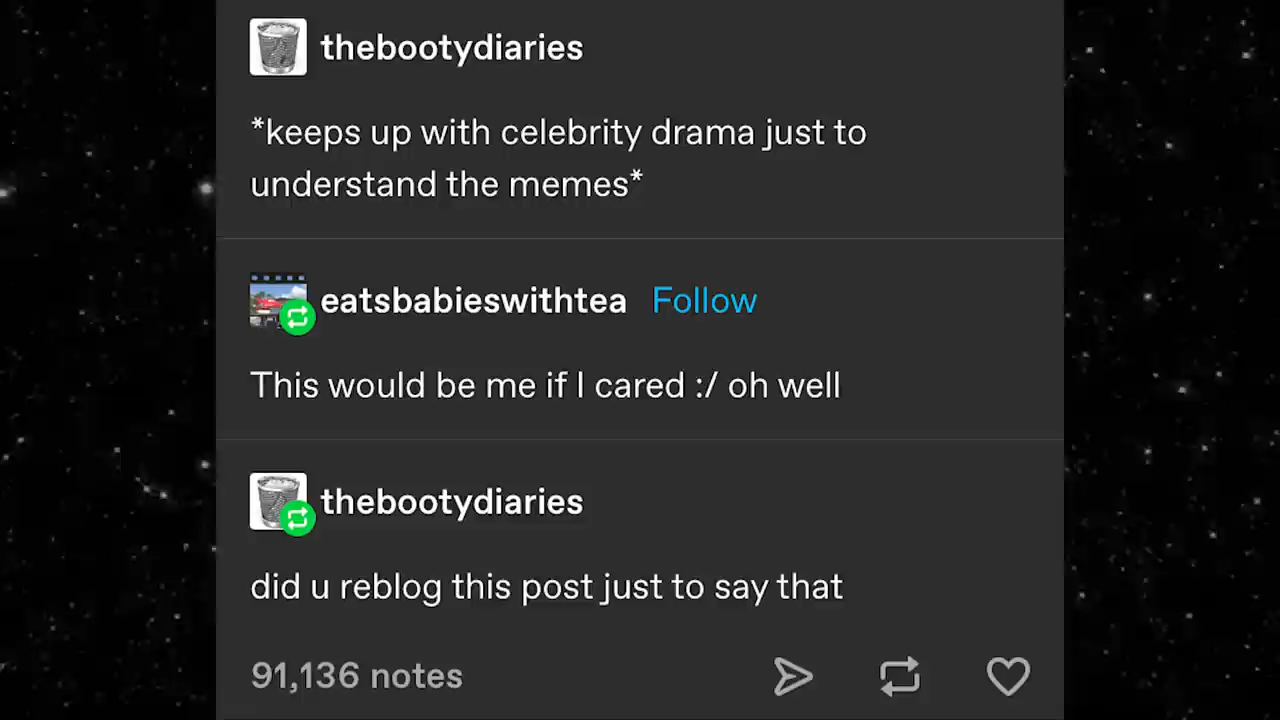 thebootydiaries
*keeps up with celebrity drama just to
understand the memes*
eatsbabieswithtea Follow
This would be me if I cared :/ oh well
thebootydiaries
did u reblog this post just to say that
91,136 notes